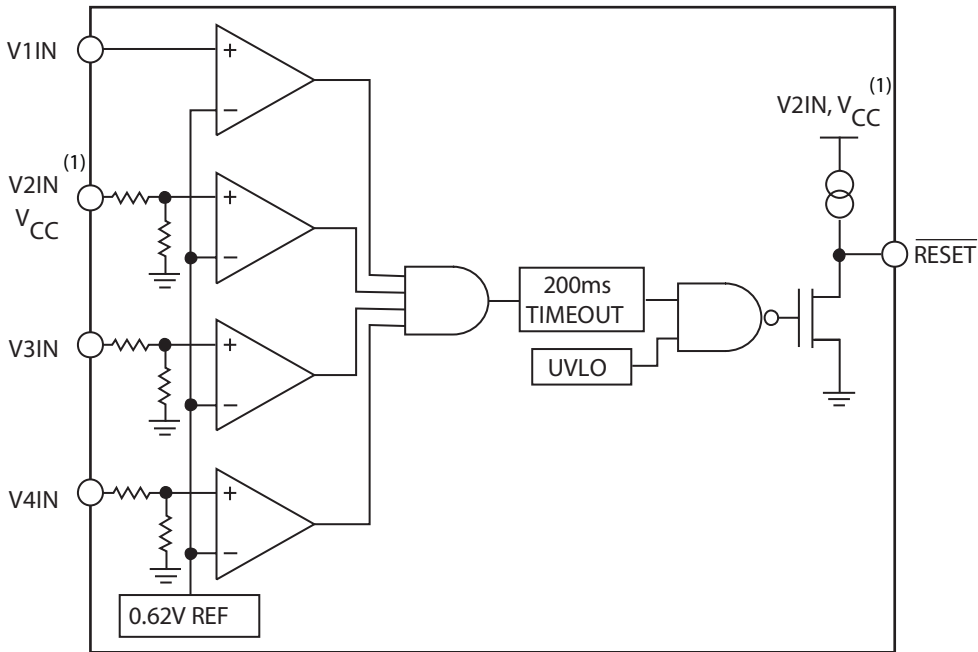 V1IN
+
−
V2IN, VCC(1)
V2IN(1)
VCC
+
−
RESET
200ms
TIMEOUT
V3IN
+
−
UVLO
V4IN
+
−
0.62V REF